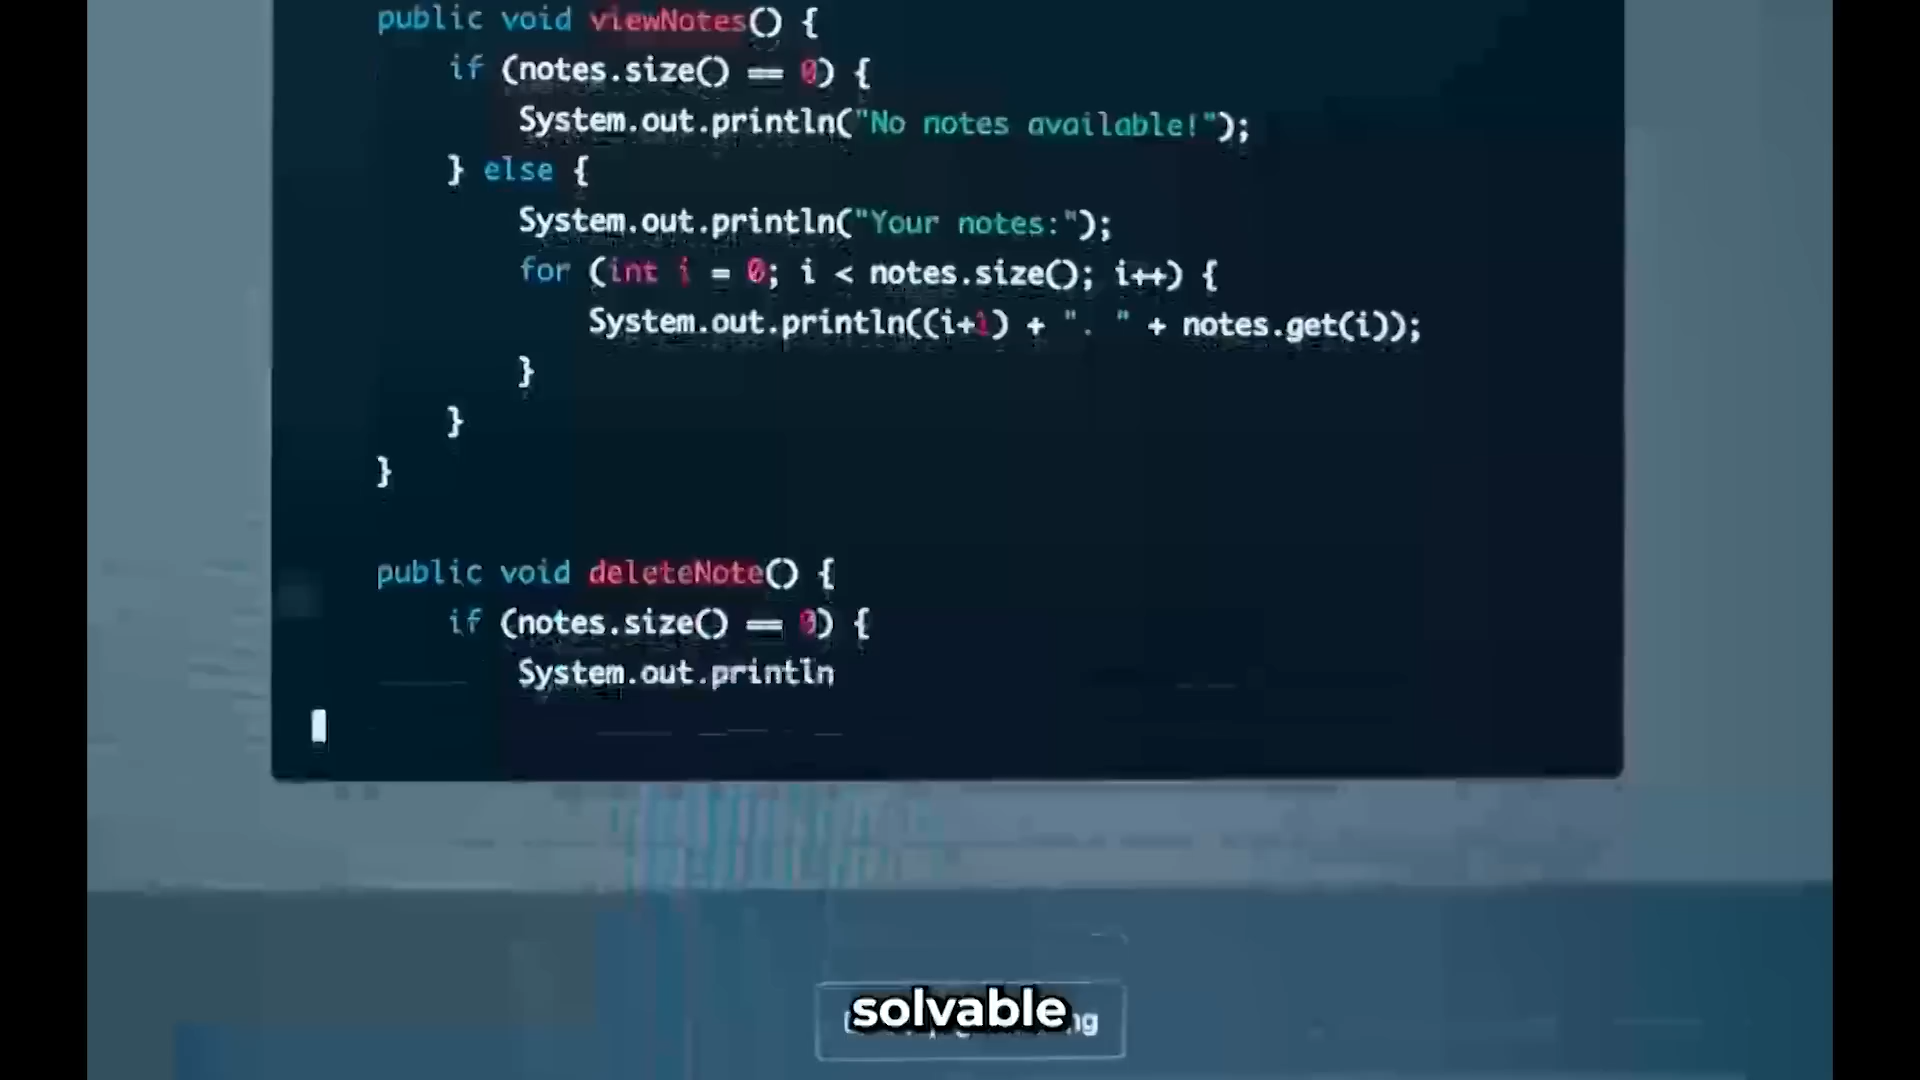 public void viewNotes() {
if (notes.size() == 0) {
System.out.println("No notes available!");
} else {
System.out.println("Your notes:");
for (int i = 0; i < notes.size(); i++) {
System.out.println((i+1) + ". " + notes.get(i));
}
}
}
public void deleteNote() {
if (notes.size() == 0) {
System.out.println
solvable